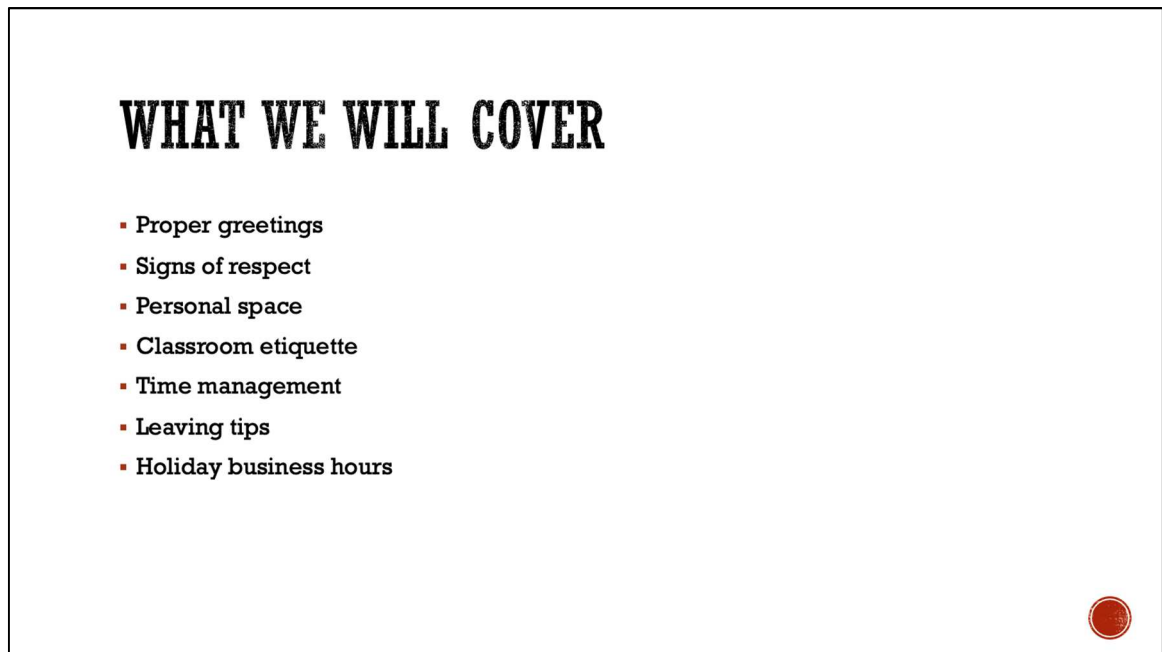 WHAT WE WILL COVER
▪ Proper greetings
▪ Signs of respect
▪ Personal space
▪ Classroom etiquette
▪ Time management
▪ Leaving tips
▪ Holiday business hours